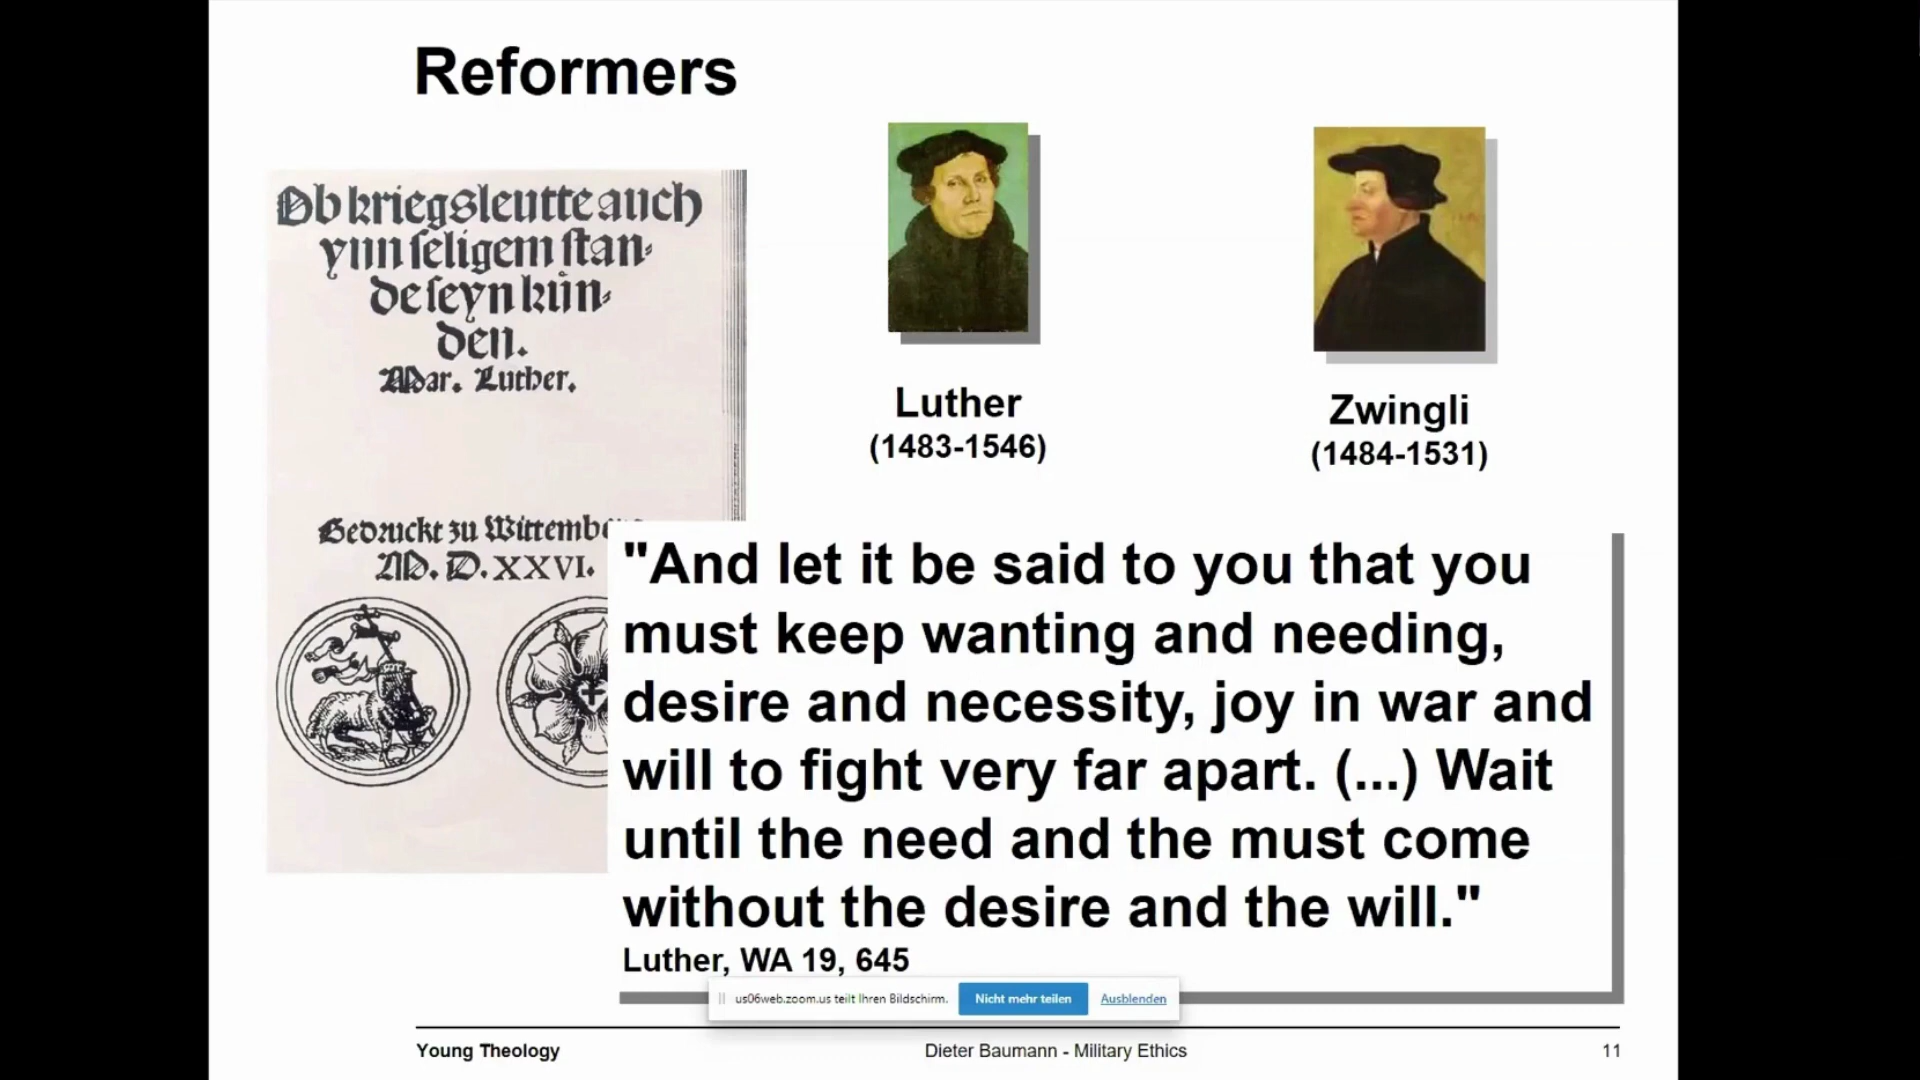 Reformers
Ob kriegsleutte auch
ynn seligem stan-
de seyn kün-
den.
Mar. Luther.
Gedruckt zu Wittemb
M. D. XXVI.
Luther
(1483-1546)
Zwingli
(1484-1531)
"And let it be said to you that you
must keep wanting and needing,
desire and necessity, joy in war and
will to fight very far apart. (...) Wait
until the need and the must come
without the desire and the will."
Luther, WA 19, 645
us06web.zoom.us teilt Ihren Bildschirm. Nicht mehr teilen Ausblenden
Young Theology Dieter Baumann - Military Ethics 11